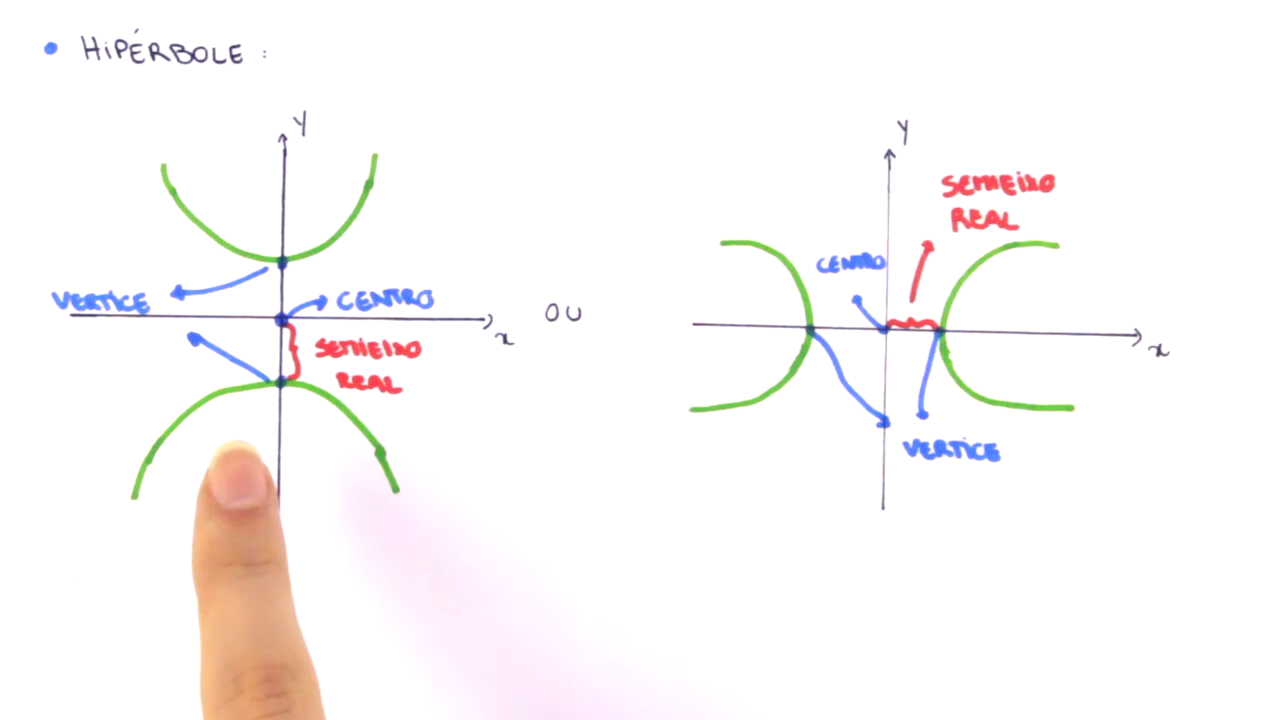 • HIPÉRBOLE :
y
VERTICE
CENTRO
x
SEMIEIXO
REAL
OU
y
SEMIEIXO
REAL
CENTRO
x
VERTICE